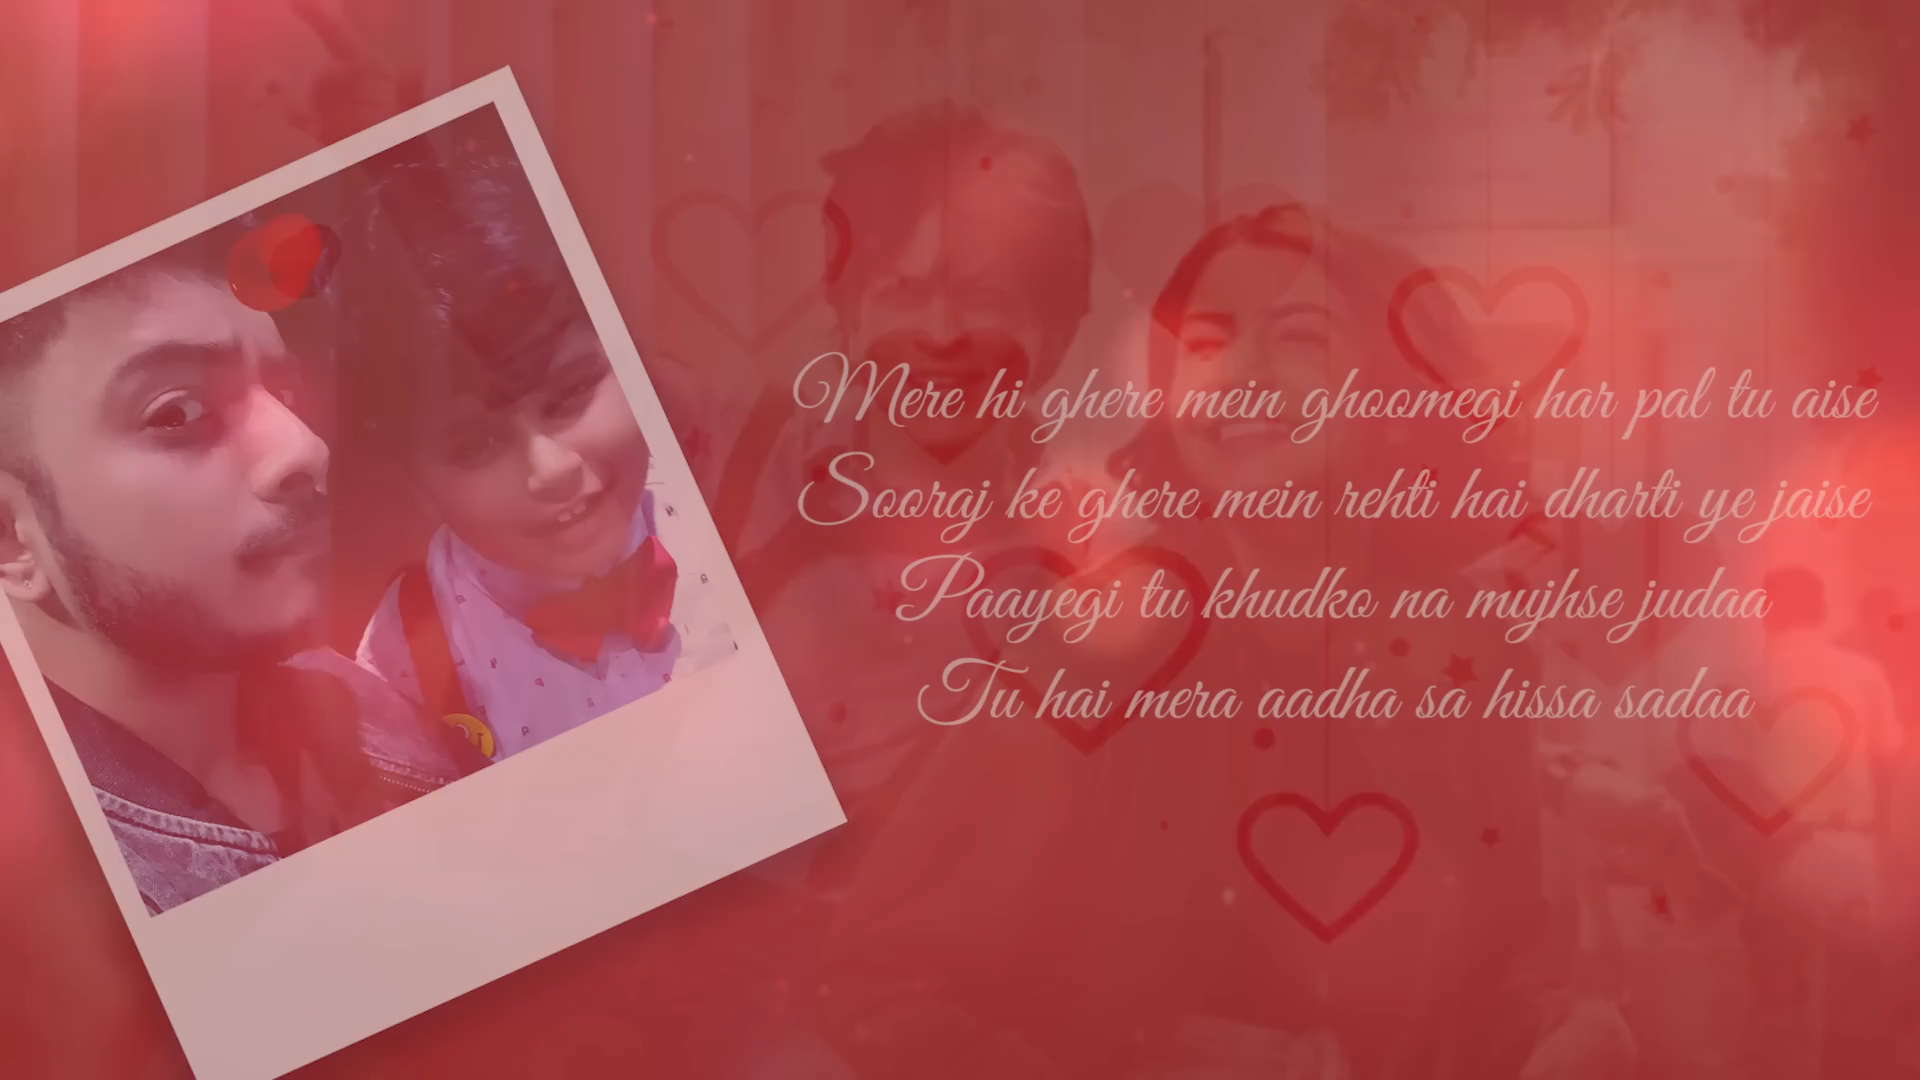 Mere hi ghere mein ghoomegi har pal tu aise
Sooraj ke ghere mein rehti hai dharti ye jaise
Paayegi tu khudko na mujhse judaa
Tu hai mera aadha sa hissa sadaa